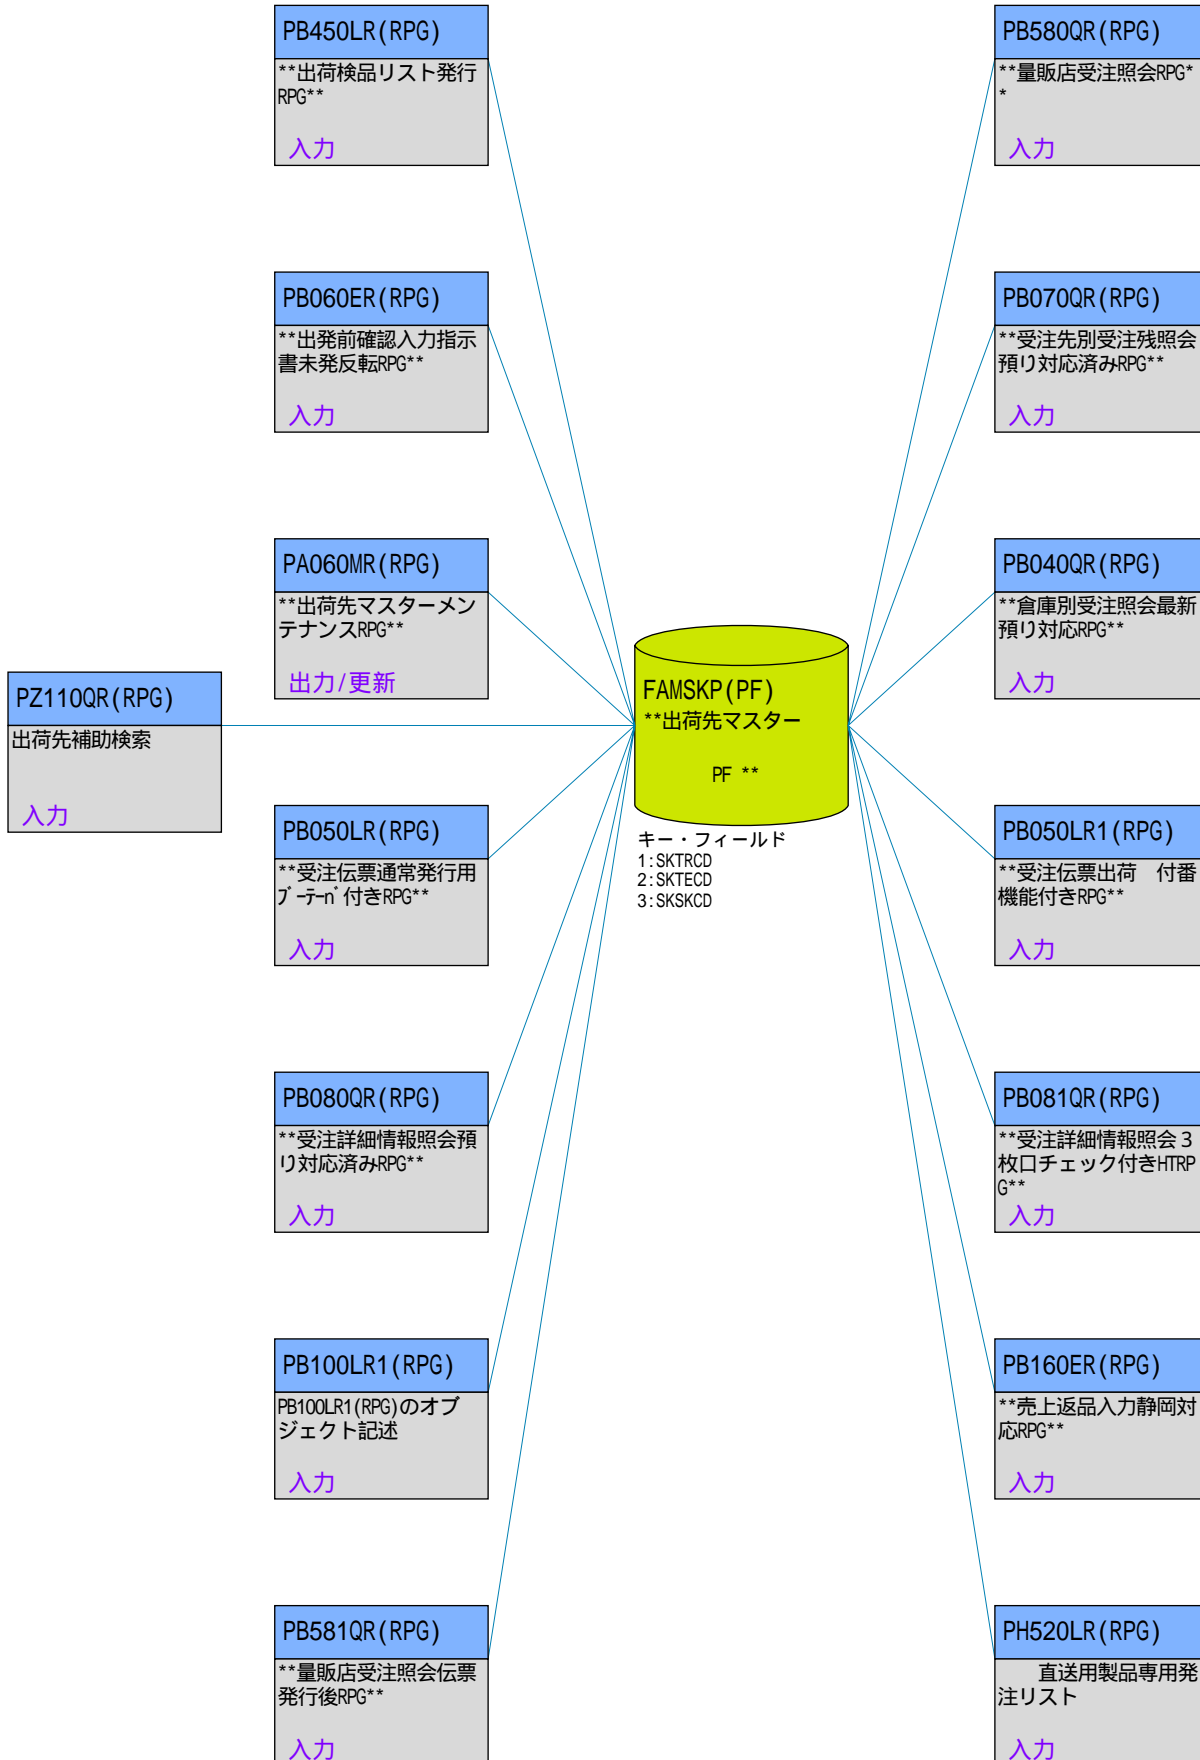 PB450LR(RPG)
**出荷検品リスト発行
RPG**
入力
PB580QR(RPG)
**量販店受注照会RPG*
*
入力
PB060ER(RPG)
**出発前確認入力指示
書未発反転RPG**
入力
PB070QR(RPG)
**受注先別受注残照会
預り対応済みRPG**
入力
PA060MR(RPG)
**出荷先マスターメン
テナンスRPG**
出力/更新
PB040QR(RPG)
**倉庫別受注照会最新
預り対応RPG**
入力
PZ110QR(RPG)
出荷先補助検索
入力
FAMSKP(PF)
**出荷先マスター
PF **
キー・フィールド
1:SKTRCD
2:SKTECD
3:SKSKCD
PB050LR(RPG)
**受注伝票通常発行用
付きRPG**
入力
PB050LR1(RPG)
**受注伝票出荷　付番
機能付きRPG**
入力
PB080QR(RPG)
**受注詳細情報照会預
り対応済みRPG**
入力
PB081QR(RPG)
**受注詳細情報照会３
枚口チェック付きHTRP
G**
入力
PB100LR1(RPG)
PB100LR1(RPG)のオブ
ジェクト記述
入力
PB160ER(RPG)
**売上返品入力静岡対
応RPG**
入力
PB581QR(RPG)
**量販店受注照会伝票
発行後RPG**
入力
PH520LR(RPG)
直送用製品専用発
注リスト
入力